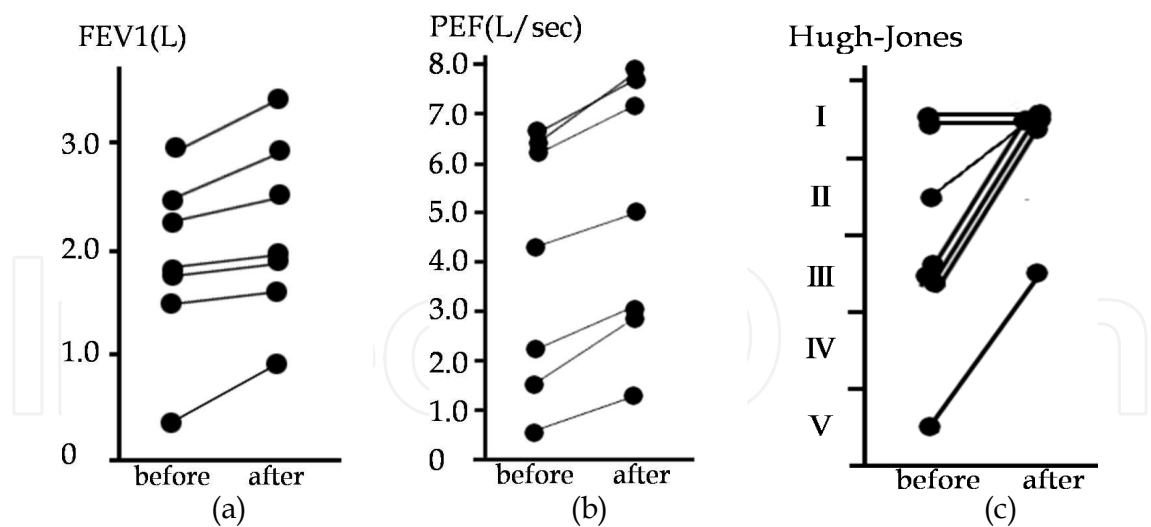 FEV1(L)
3.0
2.0
1.0
0
before after
(a)
PEF(L/sec)
8.0
7.0
6.0
5.0
4.0
3.0
2.0
1.0
0
before after
(b)
Hugh-Jones
I
II
III
IV
V
before after
(c)